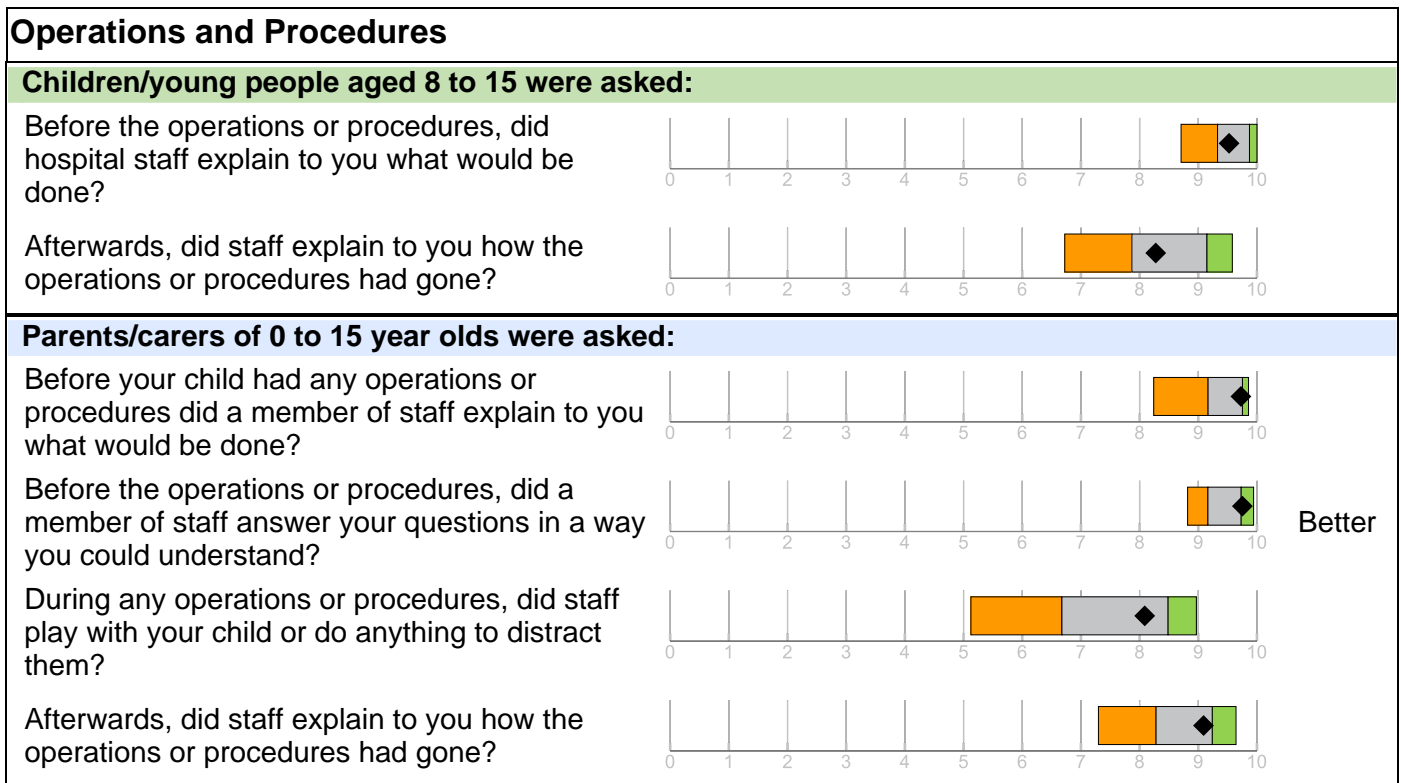 Operations and Procedures
Children/young people aged 8 to 15 were asked:
Before the operations or procedures, did
hospital staff explain to you what would be
done?
0 1 2 3 4 5 6 7 8 9 10
Afterwards, did staff explain to you how the
operations or procedures had gone?
0 1 2 3 4 5 6 7 8 9 10
Parents/carers of 0 to 15 year olds were asked:
Before your child had any operations or
procedures did a member of staff explain to you
what would be done?
0 1 2 3 4 5 6 7 8 9 10
Before the operations or procedures, did a
member of staff answer your questions in a way
you could understand?
0 1 2 3 4 5 6 7 8 9 10
Better
During any operations or procedures, did staff
play with your child or do anything to distract
them?
0 1 2 3 4 5 6 7 8 9 10
Afterwards, did staff explain to you how the
operations or procedures had gone?
0 1 2 3 4 5 6 7 8 9 10